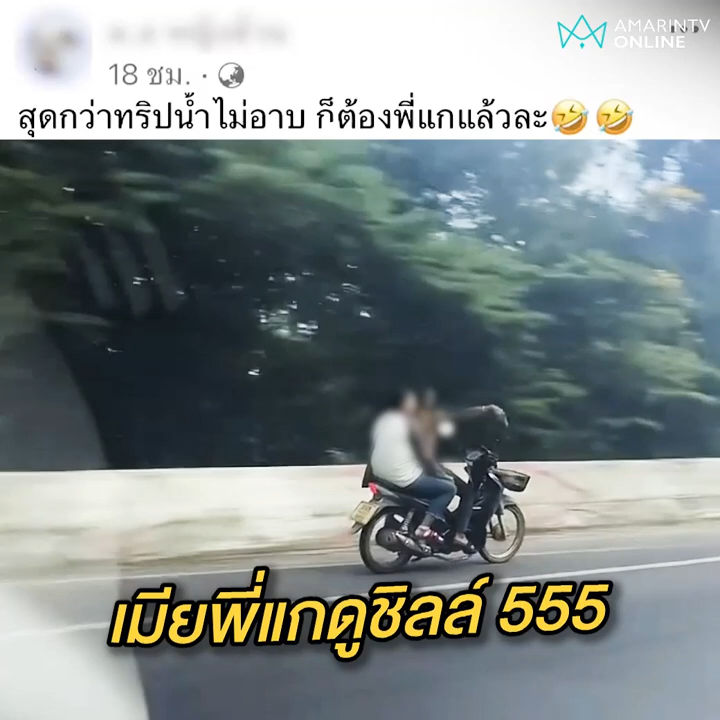 AMARINTV
ONLINE
18 ชม. ·
สุดกว่าทริปน้ำไม่อาบ ก็ต้องพี่แกแล้วละ🤣🤣
เมียพี่แกดูชิลล์ 555